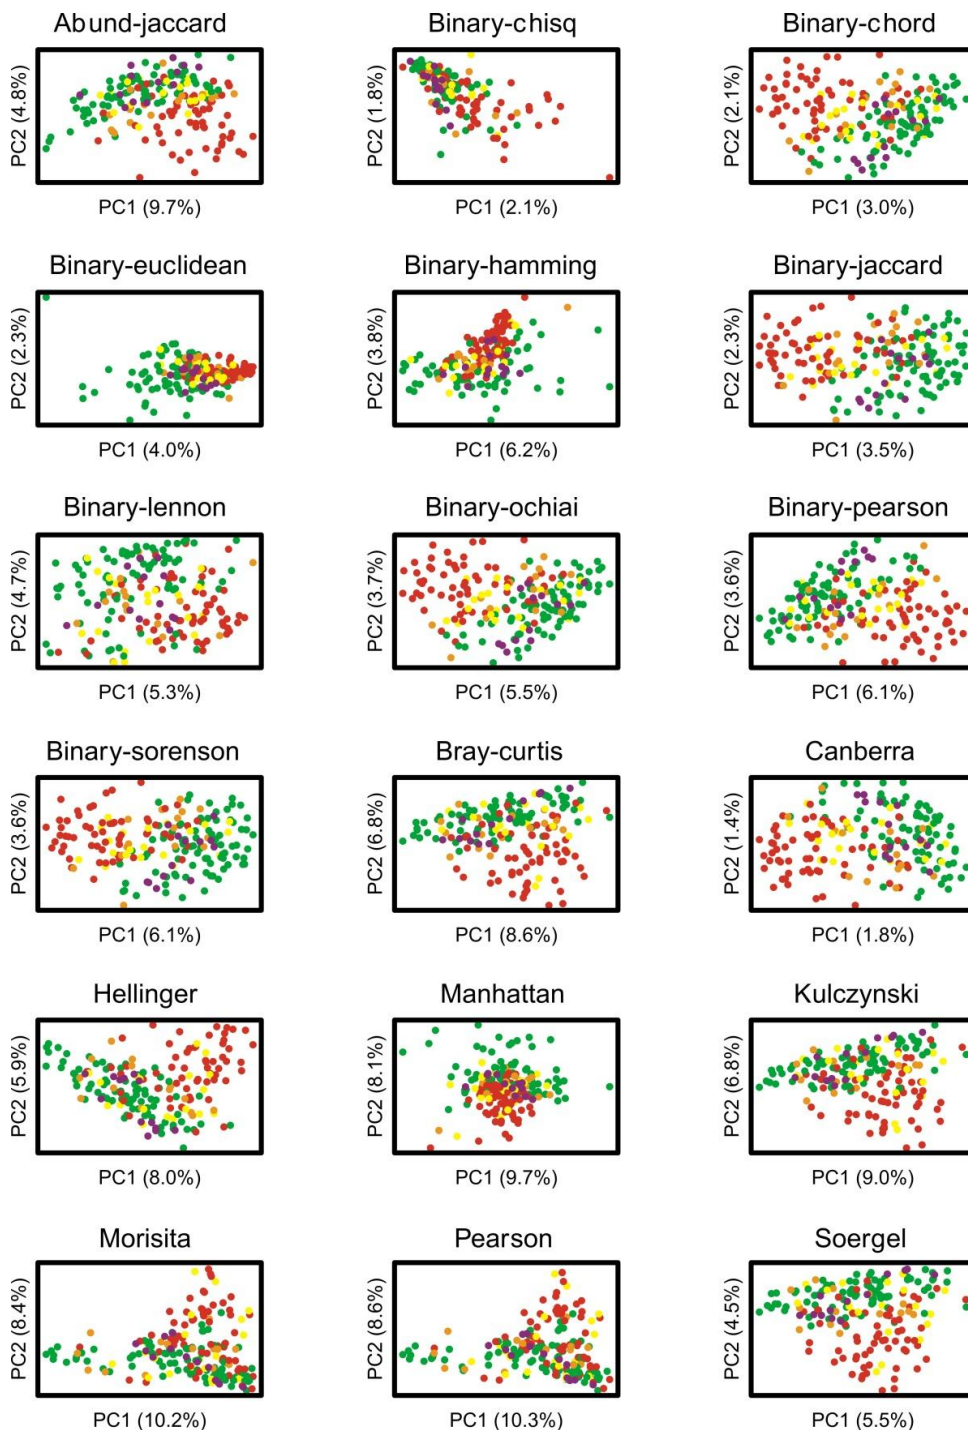 Abund-jaccard Binary-chisq Binary-chord
PC2 (4.8%) PC2 (1.8%) PC2 (2.1%)
PC1 (9.7%) PC1 (2.1%) PC1 (3.0%)
Binary-euclidean Binary-hamming Binary-jaccard
PC2 (2.3%) PC2 (3.8%) PC2 (2.3%)
PC1 (4.0%) PC1 (6.2%) PC1 (3.5%)
Binary-lennon Binary-ochiai Binary-pearson
PC2 (4.7%) PC2 (3.7%) PC2 (3.6%)
PC1 (5.3%) PC1 (5.5%) PC1 (6.1%)
Binary-sorenson Bray-curtis Canberra
PC2 (3.6%) PC2 (6.8%) PC2 (1.4%)
PC1 (6.1%) PC1 (8.6%) PC1 (1.8%)
Hellinger Manhattan Kulczynski
PC2 (5.9%) PC2 (8.1%) PC2 (6.8%)
PC1 (8.0%) PC1 (9.7%) PC1 (9.0%)
Morisita Pearson Soergel
PC2 (8.4%) PC2 (8.6%) PC2 (4.5%)
PC1 (10.2%) PC1 (10.3%) PC1 (5.5%)